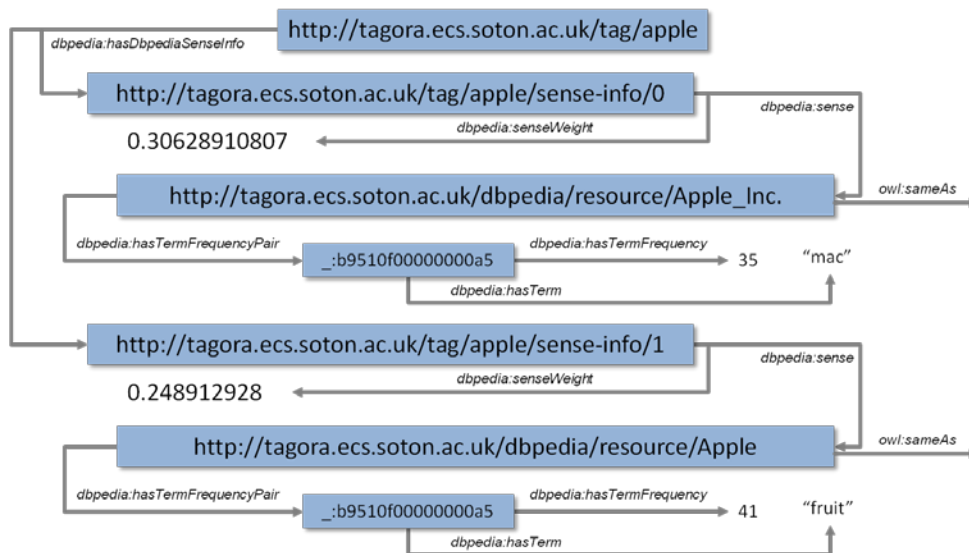 http://tagora.ecs.soton.ac.uk/tag/apple
dbpedia:hasDbpediaSenseInfo
http://tagora.ecs.soton.ac.uk/tag/apple/sense-info/0
dbpedia:sense
dbpedia:senseWeight
0.30628910807
http://tagora.ecs.soton.ac.uk/dbpedia/resource/Apple_Inc.
owl:sameAs
dbpedia:hasTermFrequencyPair
dbpedia:hasTermFrequency
_:b9510f00000000a5
35
“mac”
dbpedia:hasTerm
http://tagora.ecs.soton.ac.uk/tag/apple/sense-info/1
dbpedia:sense
dbpedia:senseWeight
0.248912928
http://tagora.ecs.soton.ac.uk/dbpedia/resource/Apple
owl:sameAs
dbpedia:hasTermFrequencyPair
dbpedia:hasTermFrequency
_:b9510f00000000a5
41
“fruit”
dbpedia:hasTerm